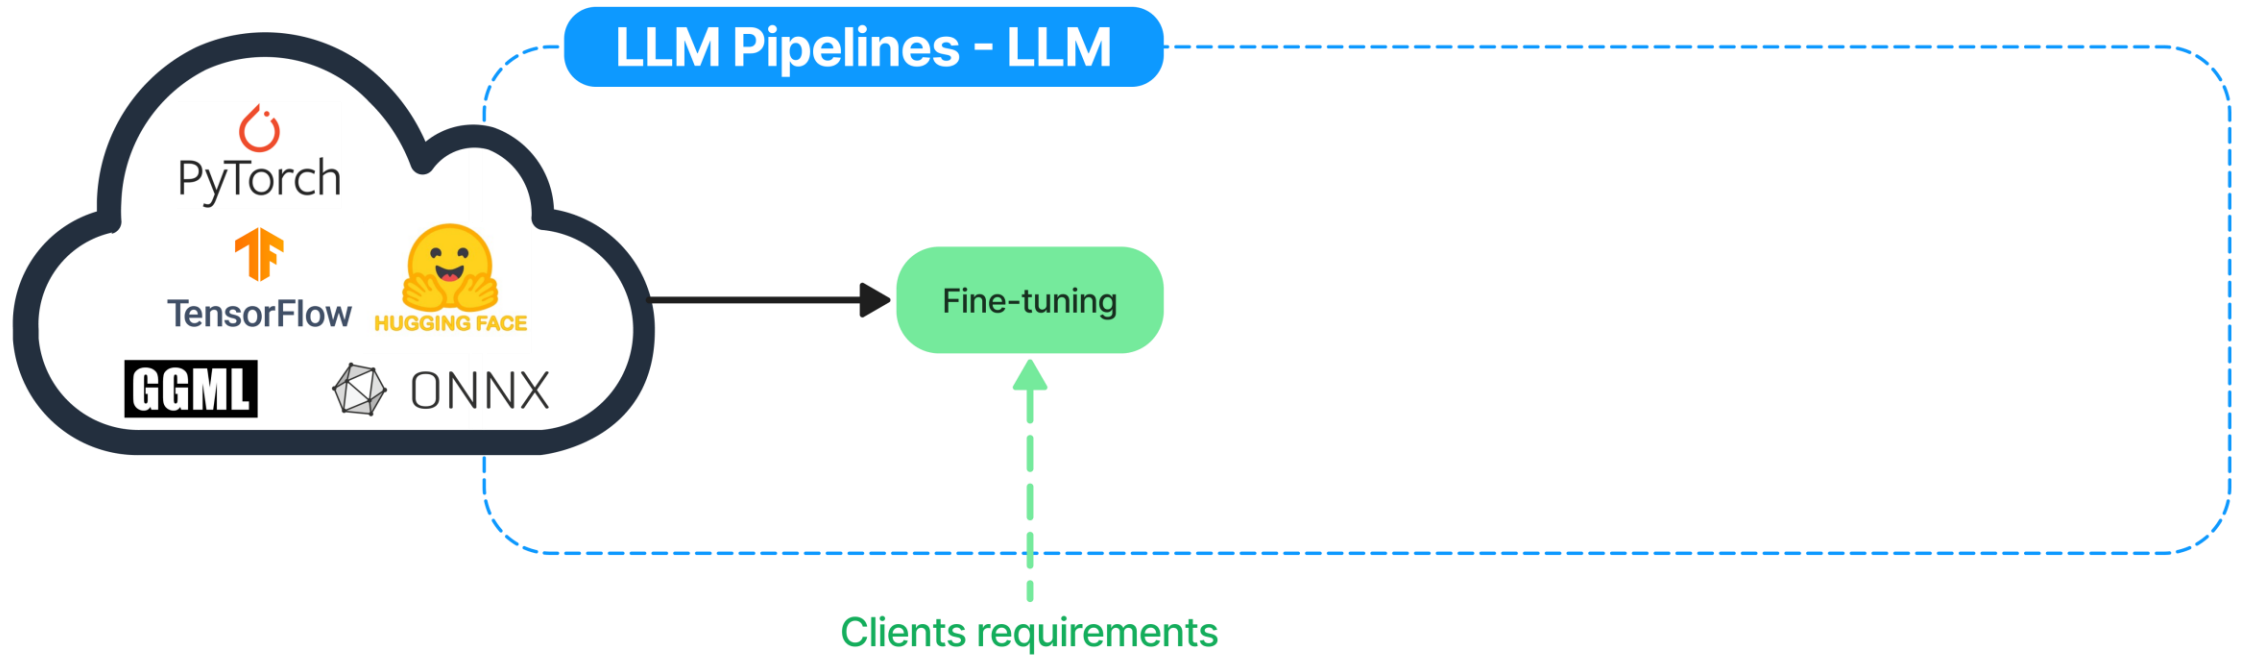 LLM Pipelines - LLM
PyTorch
TensorFlow
HUGGING FACE
GGML
ONNX
Fine-tuning
Clients requirements